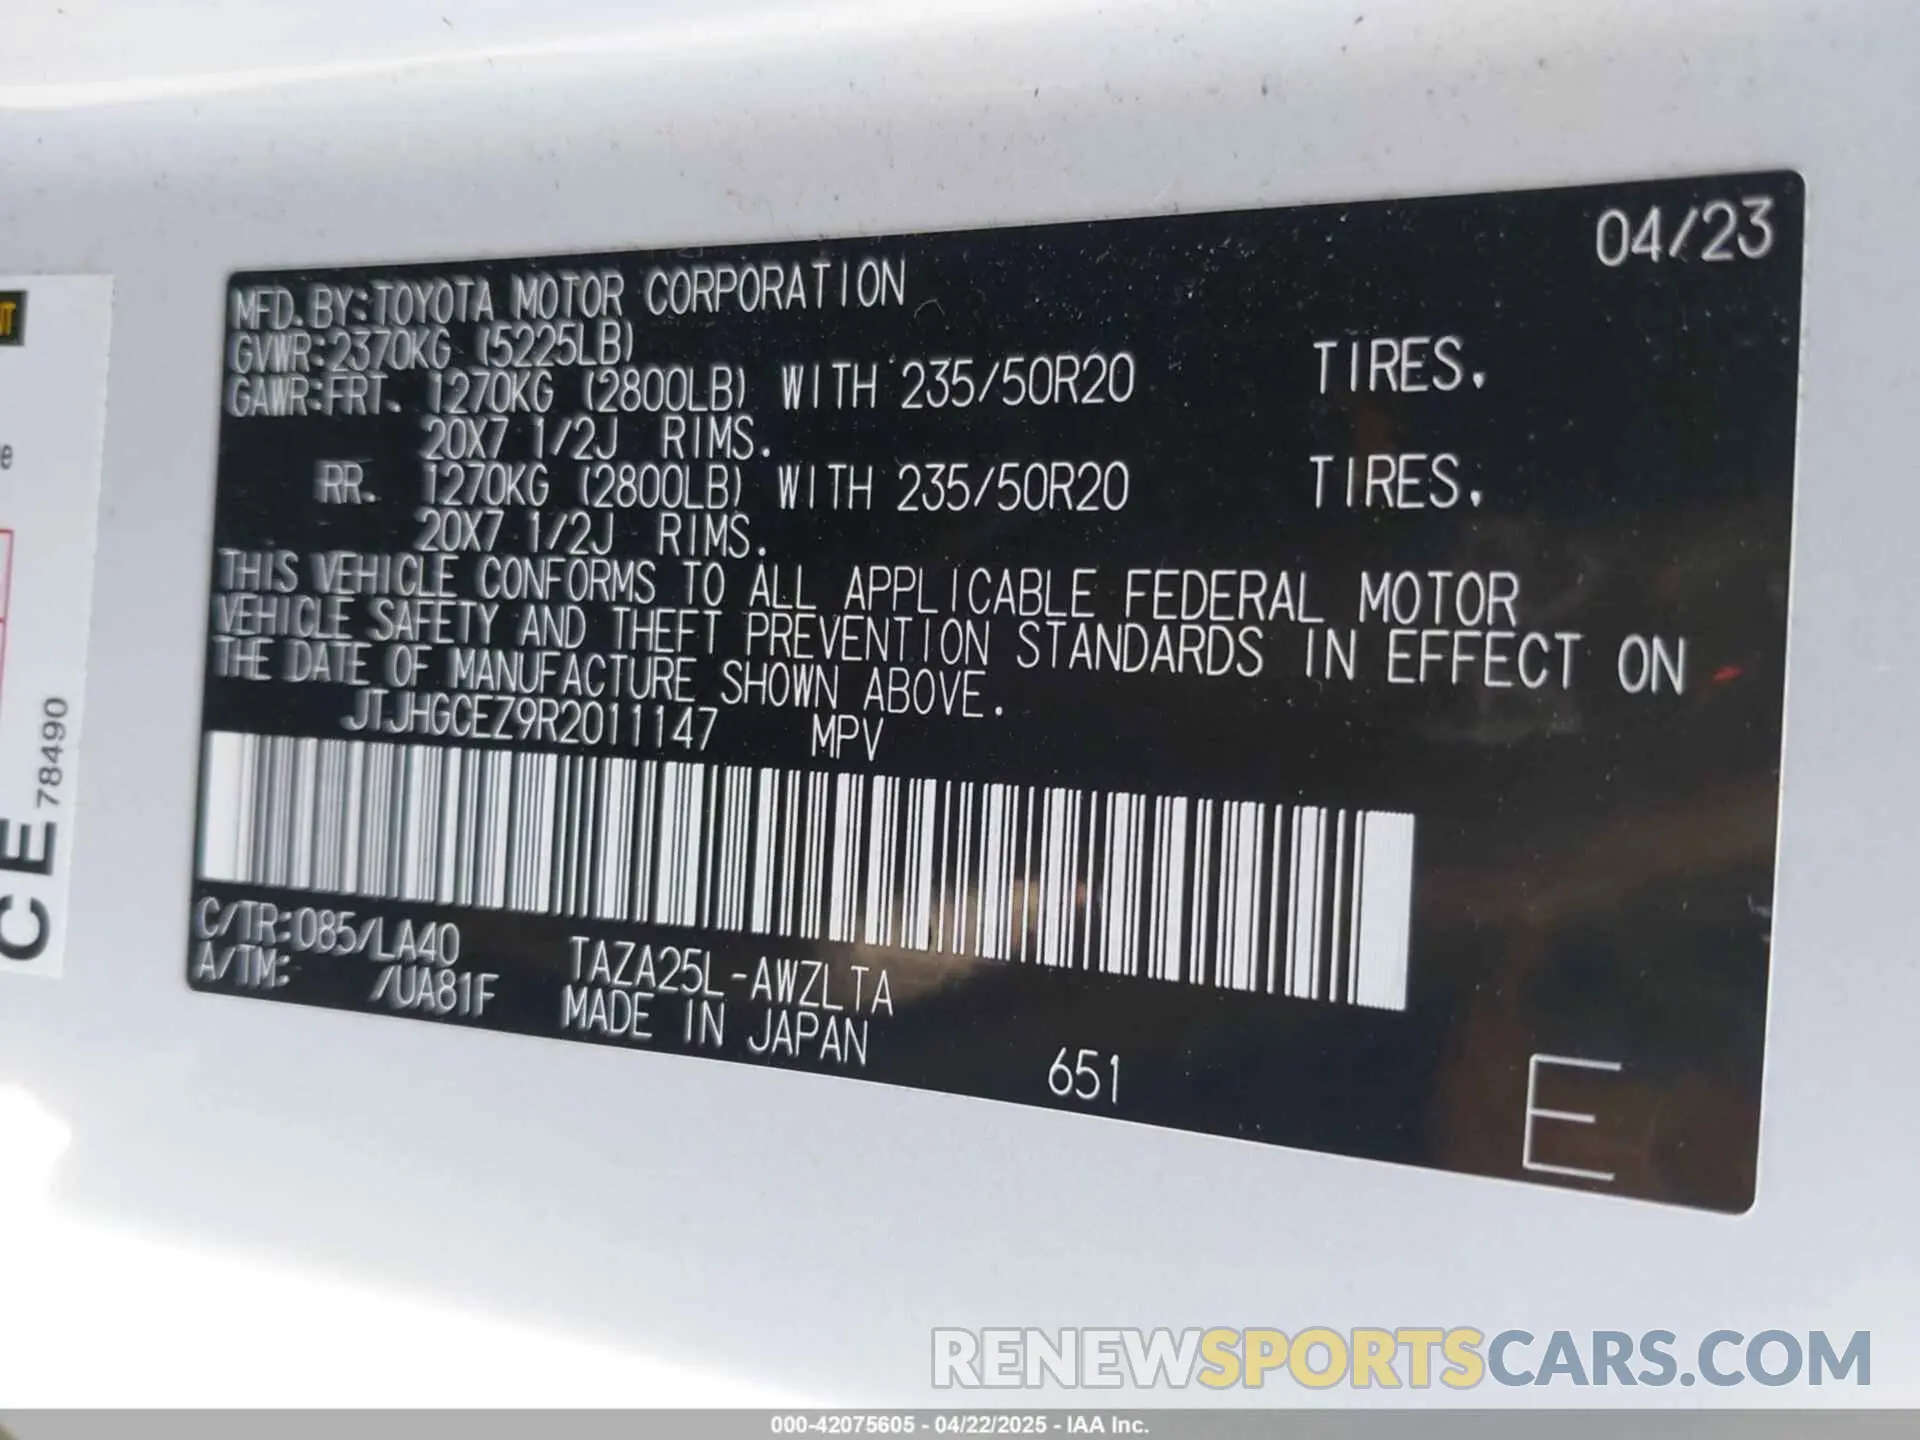 04/23
MFD. BY: TOYOTA MOTOR CORPORATION
GVWR: 2370KG (5225LB)
GAWR: FRT. 1270KG (2800LB) WITH 235/50R20 TIRES.
20X7 1/2J RIMS.
RR. 1270KG (2800LB) WITH 235/50R20 TIRES.
20X7 1/2J RIMS.
THIS VEHICLE CONFORMS TO ALL APPLICABLE FEDERAL MOTOR
VEHICLE SAFETY AND THEFT PREVENTION STANDARDS IN EFFECT ON
THE DATE OF MANUFACTURE SHOWN ABOVE.
JTJHGCEZ9R2011147 MPV
C/TR: 085/LA40 TAZA25L-AWZLTA
A/TM: /UA81F MADE IN JAPAN
651
E
CE 78490
RENEWSPORTSCARS.COM
000-42075605 - 04/22/2025 - IAA Inc.